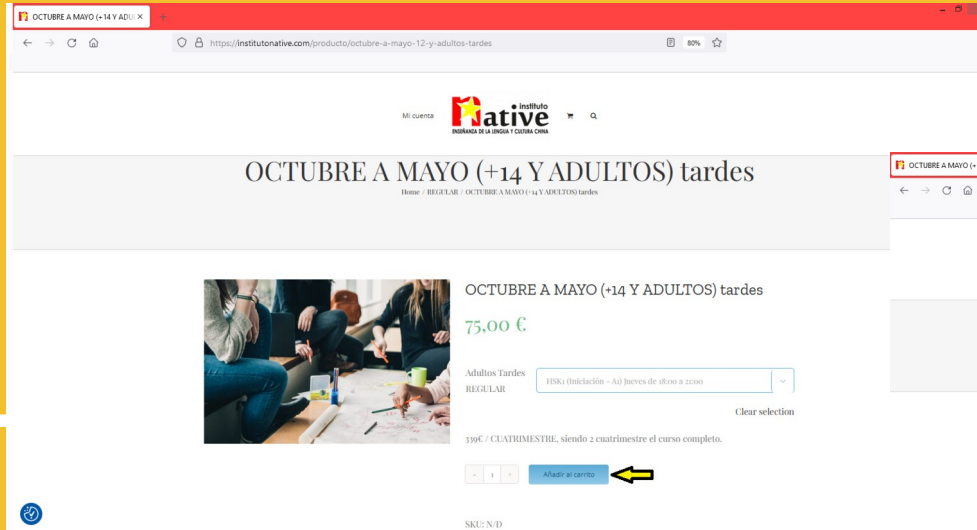 OCTUBRE A MAYO (+14 Y ADUL
https://institutonative.com/producto/octubre-a-mayo-12-y-adultos-tardes
80%
Mi cuenta
instituto
native
ENSEÑANZA DE LA LENGUA Y CULTURA CHINA
OCTUBRE A MAYO (+14 Y ADULTOS) tardes
Home / REGULAR / OCTUBRE A MAYO (+14 Y ADULTOS) tardes
OCTUBRE A MAYO (+
OCTUBRE A MAYO (+14 Y ADULTOS) tardes
75,00 €
Adultos Tardes
REGULAR
HSK1 (Iniciación - A1) Jueves de 18:00 a 21:00
Clear selection
339€ / CUATRIMESTRE, siendo 2 cuatrimestre el curso completo.
- 1 +
Añadir al carrito
SKU: N/D